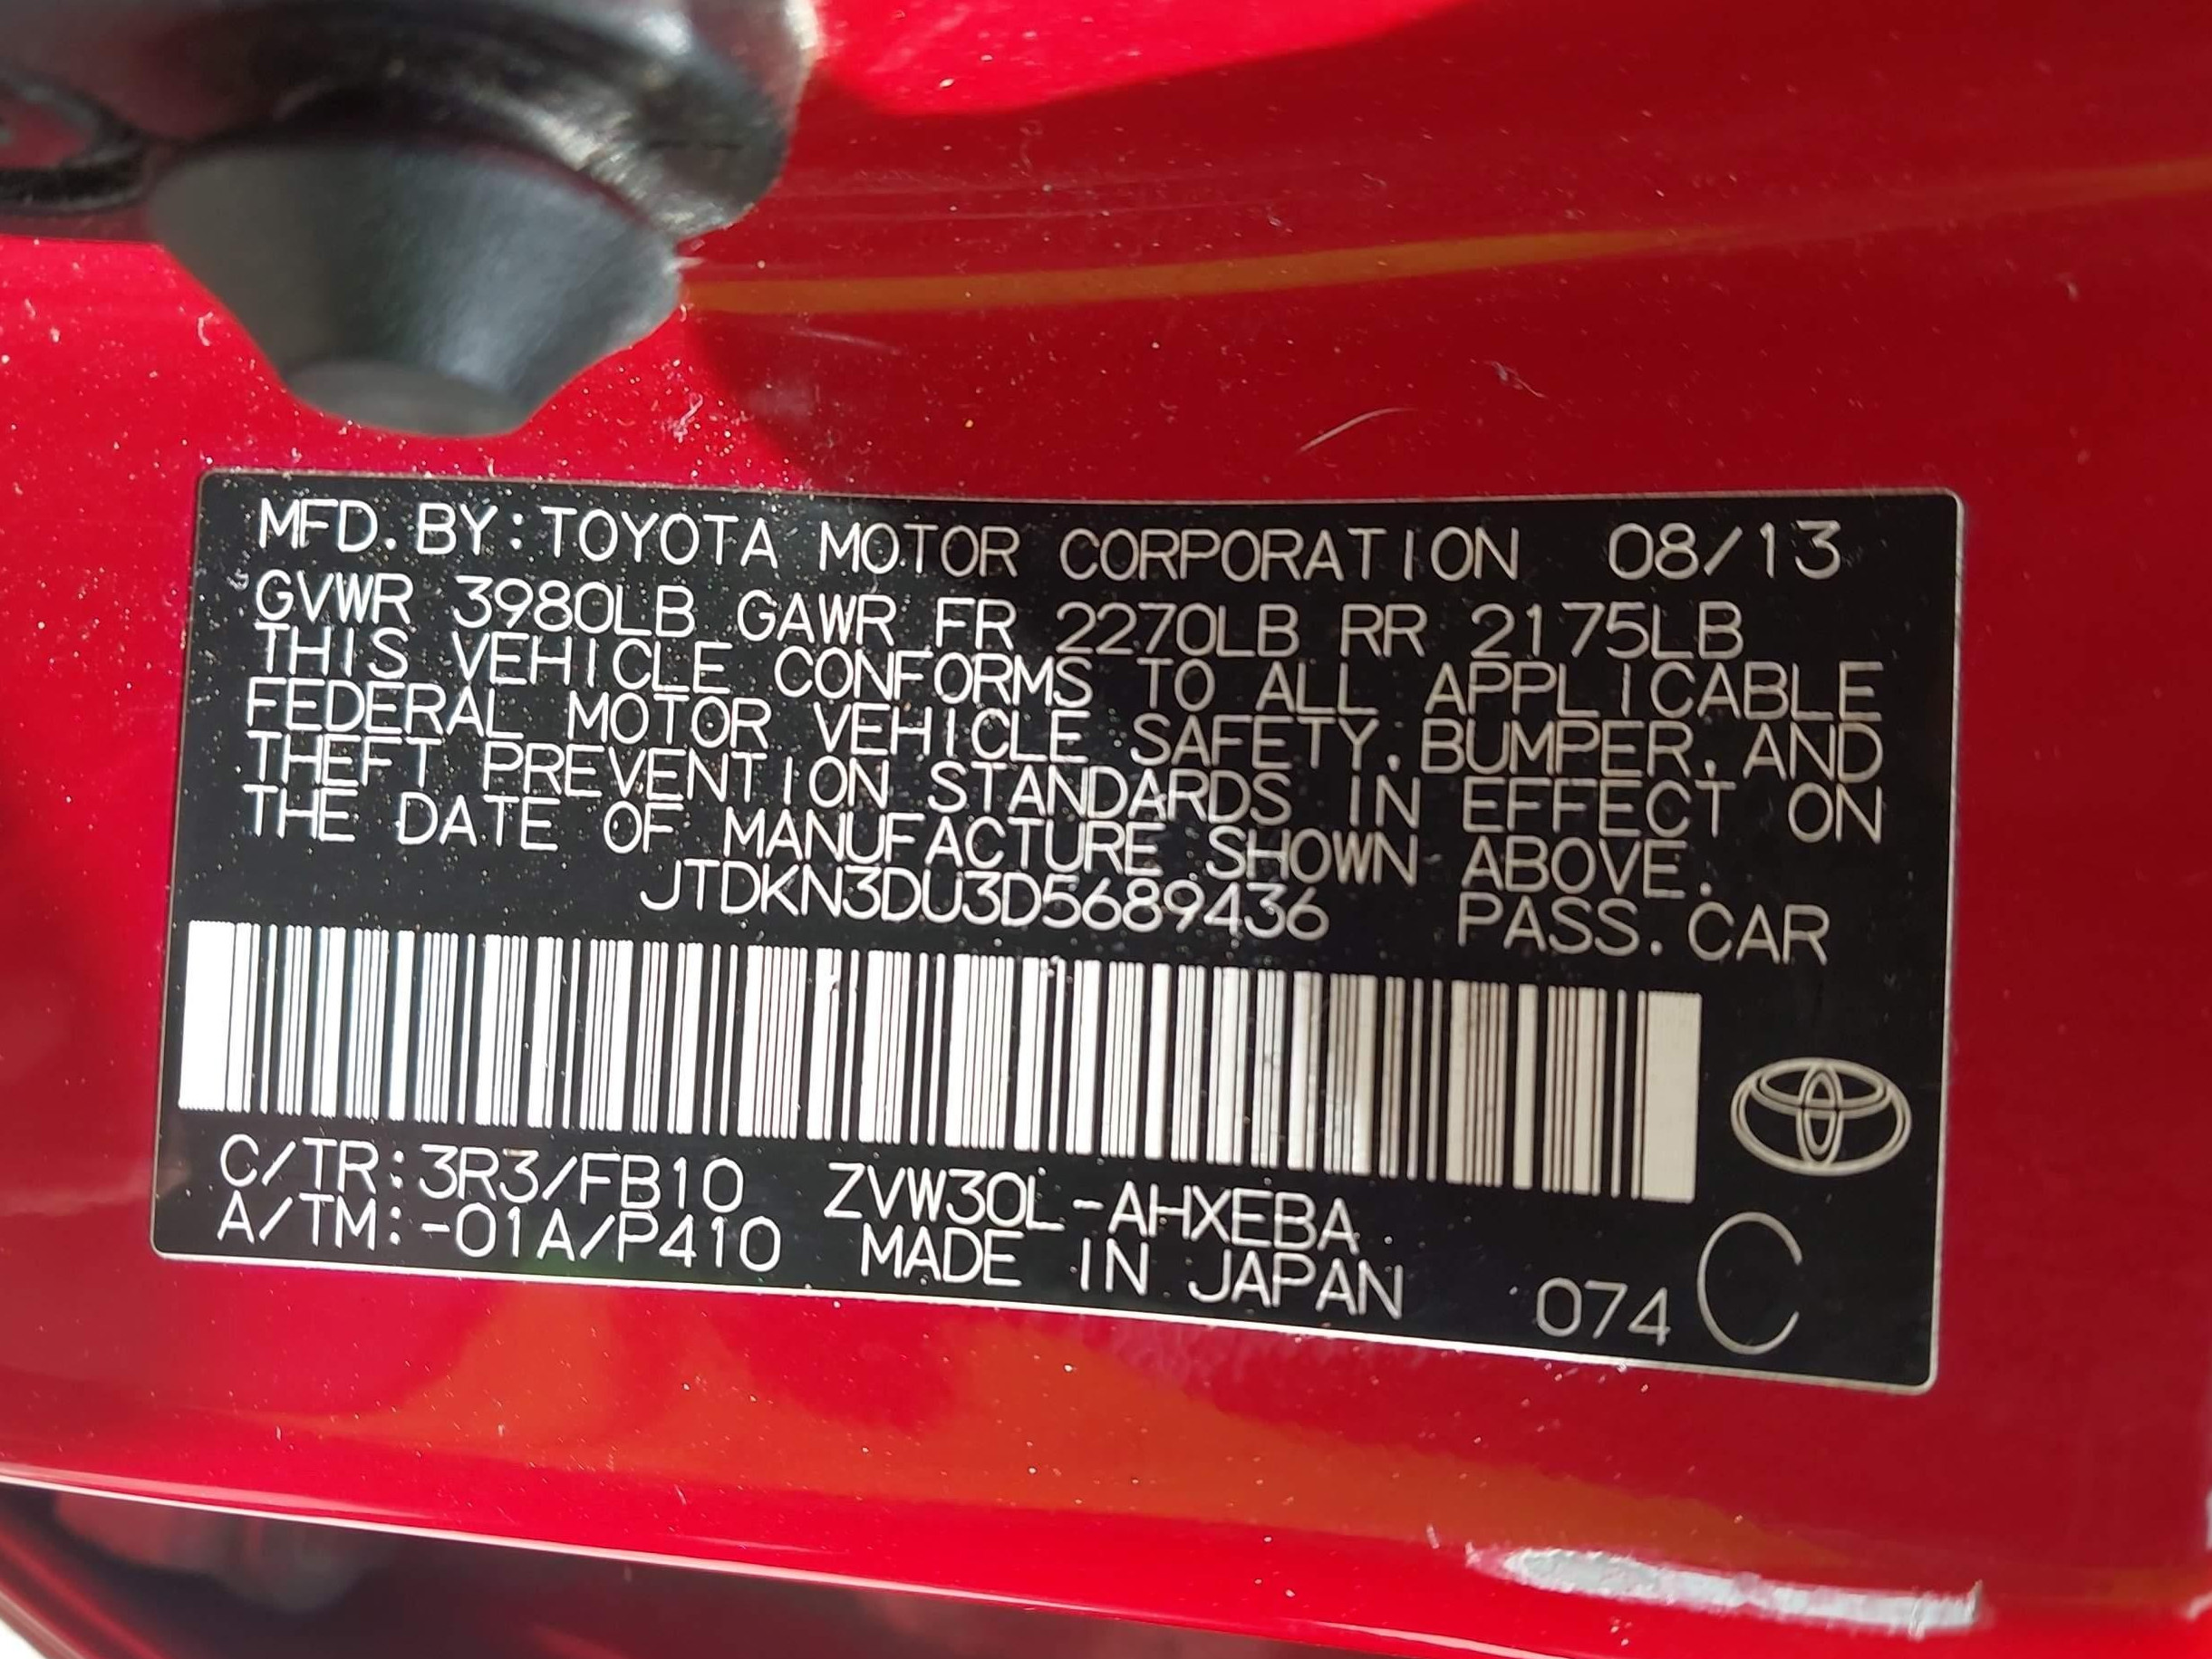 MFD. BY: TOYOTA MOTOR CORPORATION 08/13
GVWR 3980LB GAWR FR 2270LB RR 2175LB
THIS VEHICLE CONFORMS TO ALL APPLICABLE
FEDERAL MOTOR VEHICLE SAFETY, BUMPER, AND
THEFT PREVENTION STANDARDS IN EFFECT ON
THE DATE OF MANUFACTURE SHOWN ABOVE.
JTDKN3DU3D5689436 PASS. CAR
C/TR:3R3/FB10 ZVW30L-AHXEBA
A/TM:-01A/P410 MADE IN JAPAN 074 C